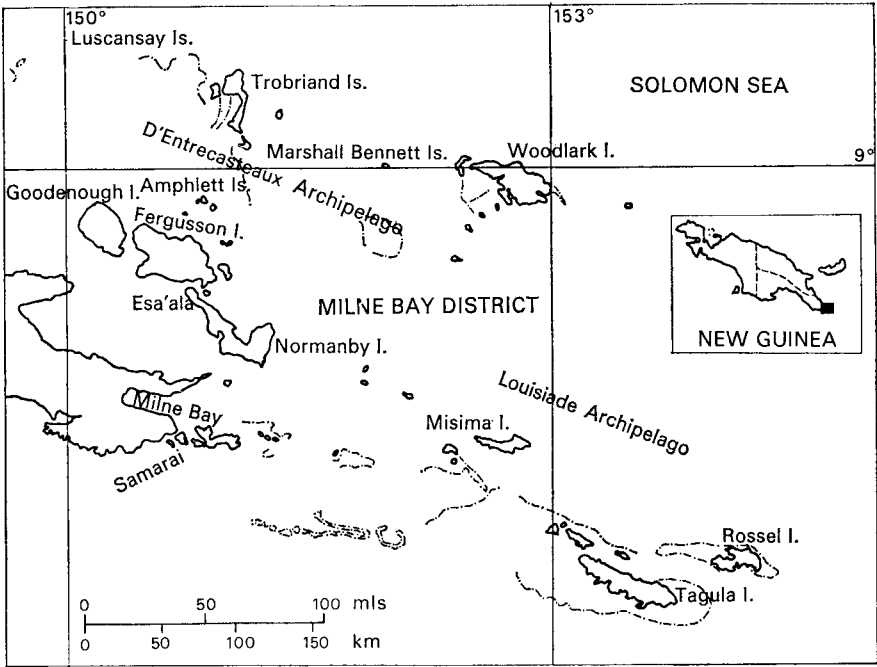 150°
153°
Luscansay Is.
Trobriand Is.
SOLOMON SEA
D'Entrecasteaux Archipelago
Marshall Bennett Is.
Woodlark I.
9°
Goodenough I.
Amphlett Is.
Fergusson I.
Esa'ala
MILNE BAY DISTRICT
NEW GUINEA
Normanby I.
Milne Bay
Louisiade Archipelago
Misima I.
Samarai
Rossel I.
Tagula I.
0 50 100 mls
0 50 100 150 km